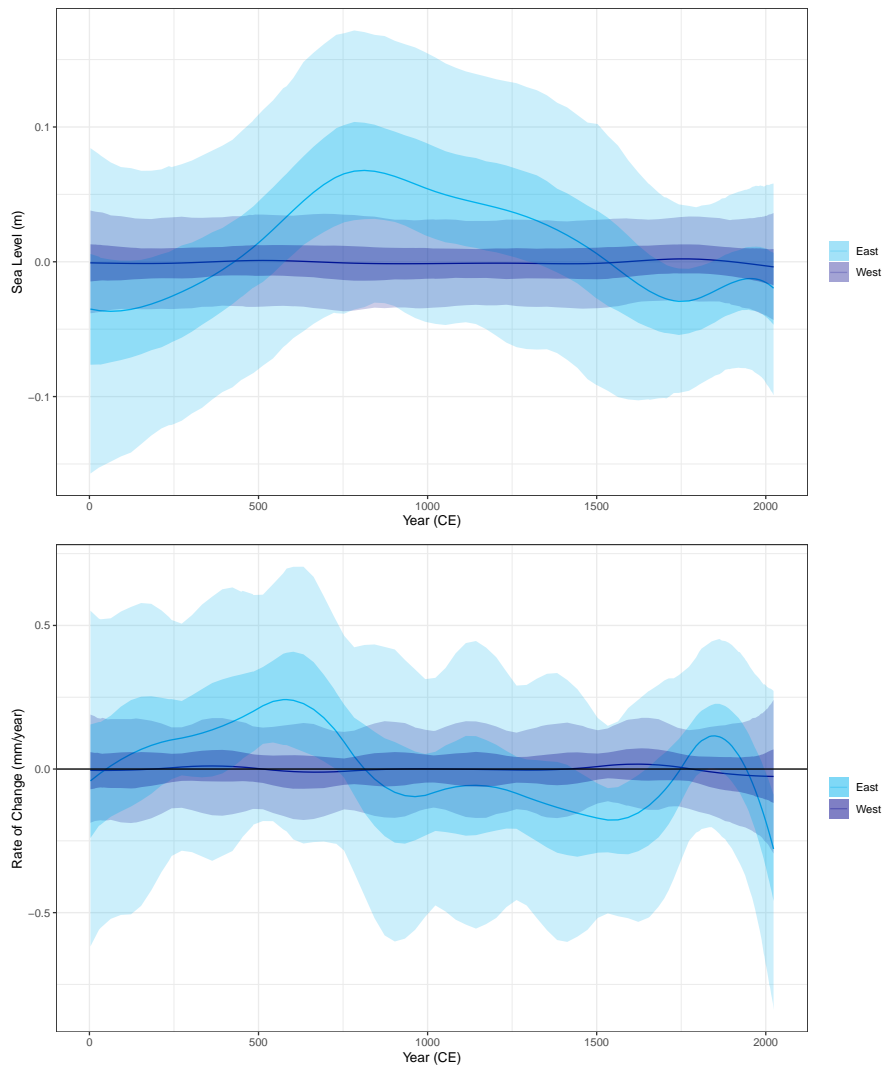 0.1
0.0
−0.1
Sea Level (m)
0
500
1000
1500
2000
Year (CE)
East
West
0.5
0.0
−0.5
Rate of Change (mm/year)
0
500
1000
1500
2000
Year (CE)
East
West